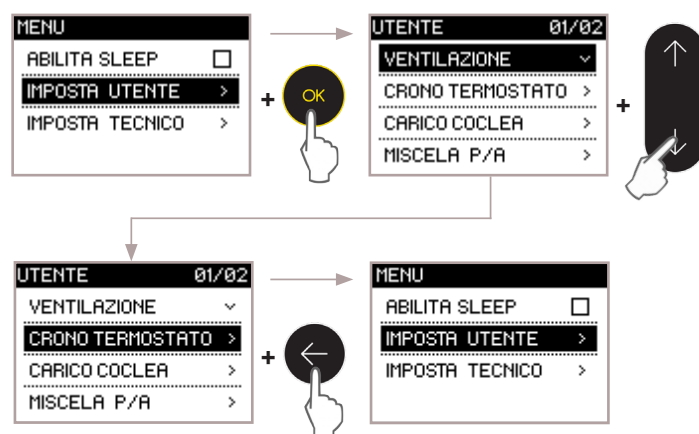 MENU
ABILITA SLEEP
IMPOSTA UTENTE >
IMPOSTA TECNICO >
+
OK
UTENTE 01/02
VENTILAZIONE
CRONO TERMOSTATO >
CARICO COCLEA >
MISCELA P/A >
+
UTENTE 01/02
VENTILAZIONE
CRONO TERMOSTATO >
CARICO COCLEA >
MISCELA P/A >
+
MENU
ABILITA SLEEP
IMPOSTA UTENTE >
IMPOSTA TECNICO >